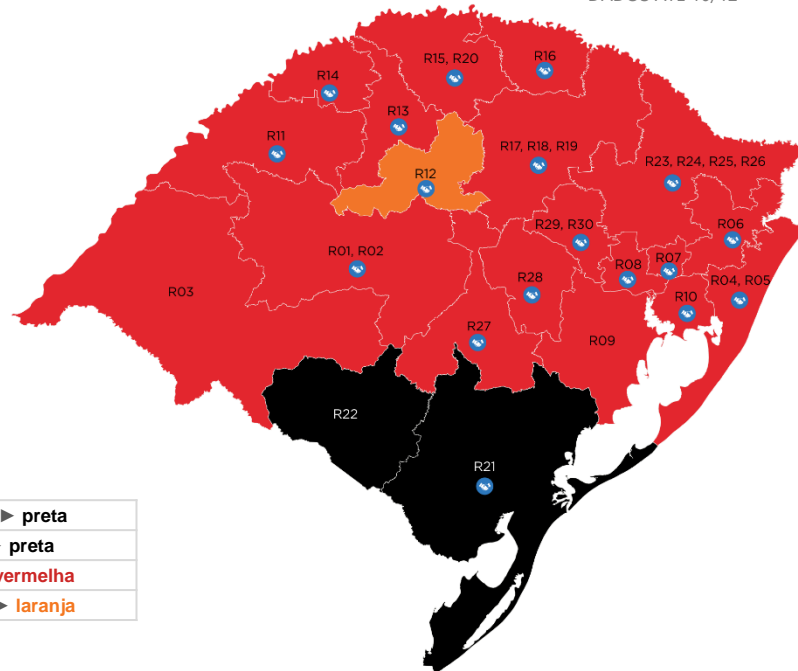 R14
R15, R20
R16
R13
R11
R17, R18, R19
R12
R23, R24, R25, R26
R29, R30
R06
R01, R02
R08
R07
R28
R04, R05
R03
R10
R27
R09
R22
R21
► preta
preta
vermelha
► laranja